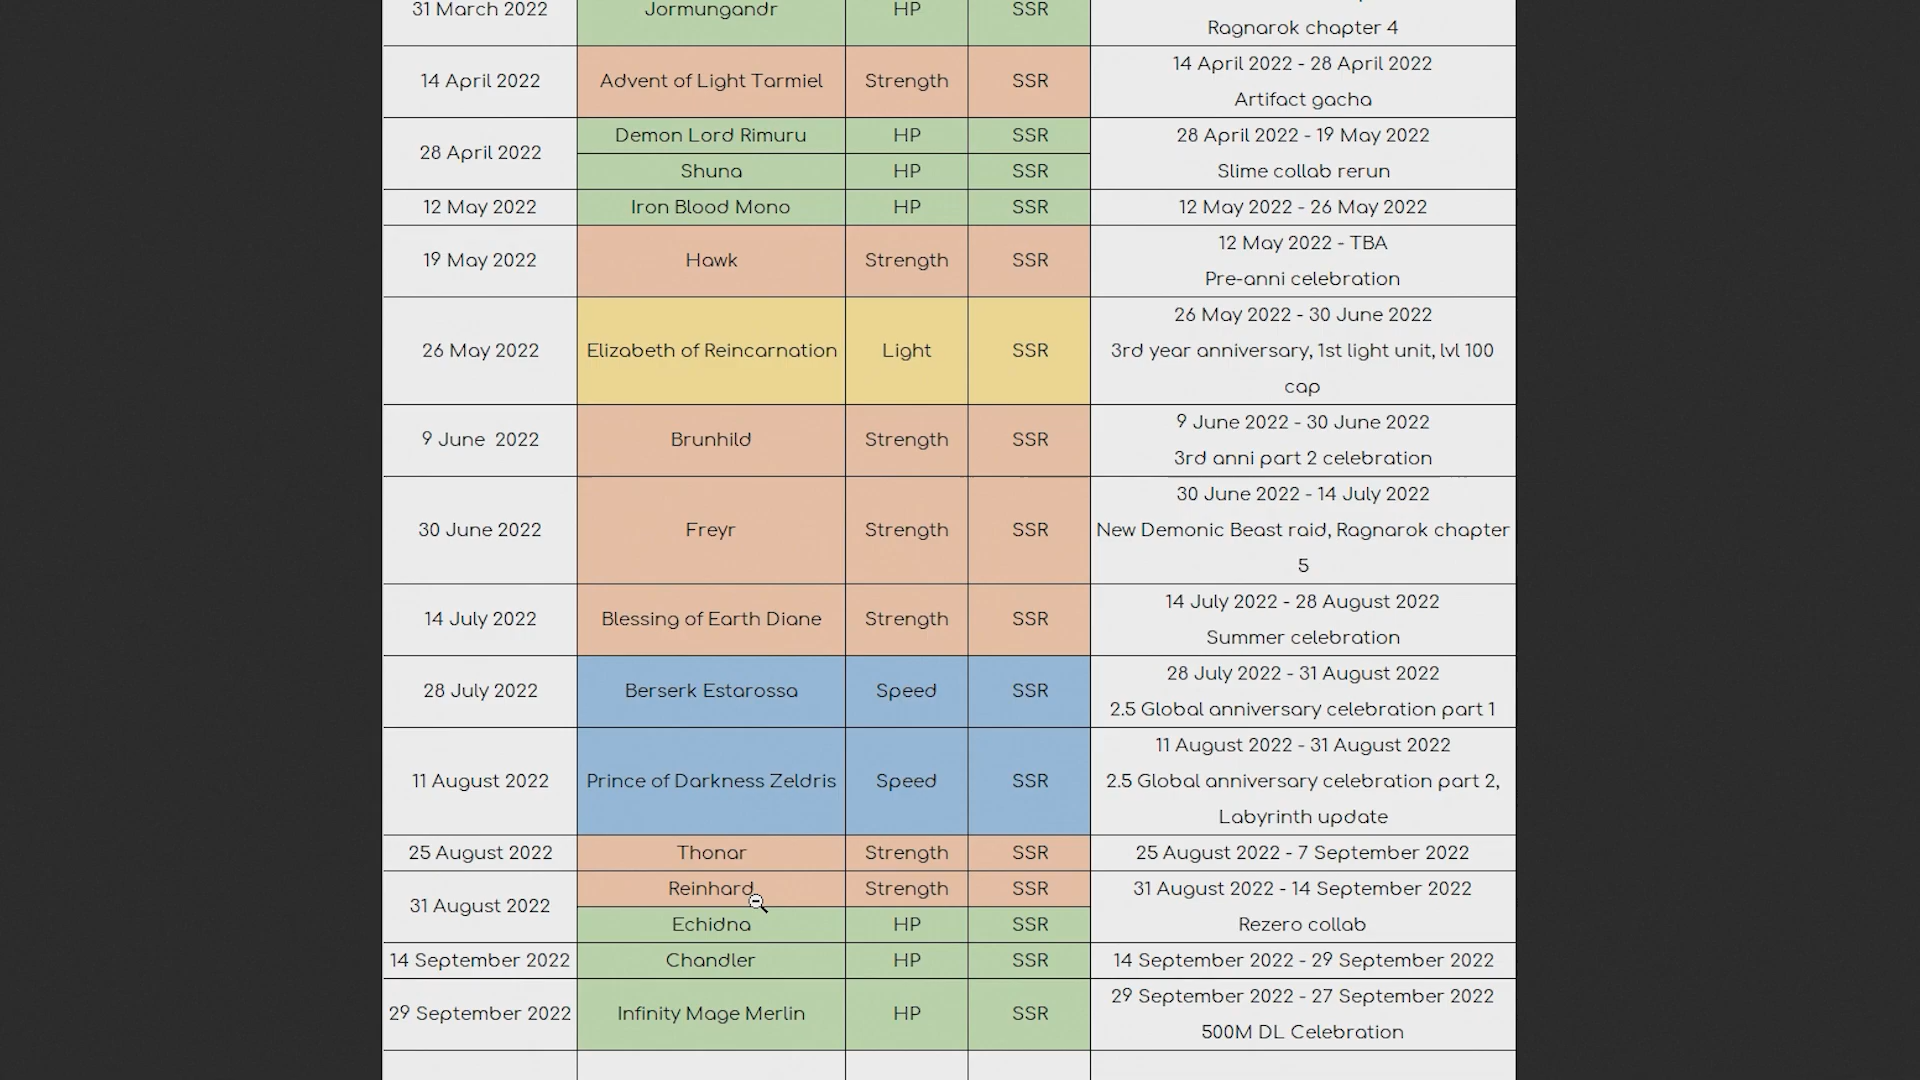 31 March 2022 Jormungandr HP SSR
Ragnarok chapter 4
14 April 2022 Advent of Light Tarmiel Strength SSR 14 April 2022 - 28 April 2022
Artifact gacha
28 April 2022 Demon Lord Rimuru HP SSR 28 April 2022 - 19 May 2022
Shuna HP SSR Slime collab rerun
12 May 2022 Iron Blood Mono HP SSR 12 May 2022 - 26 May 2022
19 May 2022 Hawk Strength SSR 12 May 2022 - TBA
Pre-anni celebration
26 May 2022 Elizabeth of Reincarnation Light SSR 26 May 2022 - 30 June 2022
3rd year anniversary, 1st light unit, lvl 100
cap
9 June 2022 Brunhild Strength SSR 9 June 2022 - 30 June 2022
3rd anni part 2 celebration
30 June 2022 Freyr Strength SSR 30 June 2022 - 14 July 2022
New Demonic Beast raid, Ragnarok chapter
5
14 July 2022 Blessing of Earth Diane Strength SSR 14 July 2022 - 28 August 2022
Summer celebration
28 July 2022 Berserk Estarossa Speed SSR 28 July 2022 - 31 August 2022
2.5 Global anniversary celebration part 1
11 August 2022 Prince of Darkness Zeldris Speed SSR 11 August 2022 - 31 August 2022
2.5 Global anniversary celebration part 2,
Labyrinth update
25 August 2022 Thonar Strength SSR 25 August 2022 - 7 September 2022
31 August 2022 Reinhard Strength SSR 31 August 2022 - 14 September 2022
Echidna HP SSR Rezero collab
14 September 2022 Chandler HP SSR 14 September 2022 - 29 September 2022
29 September 2022 Infinity Mage Merlin HP SSR 29 September 2022 - 27 September 2022
500M DL Celebration